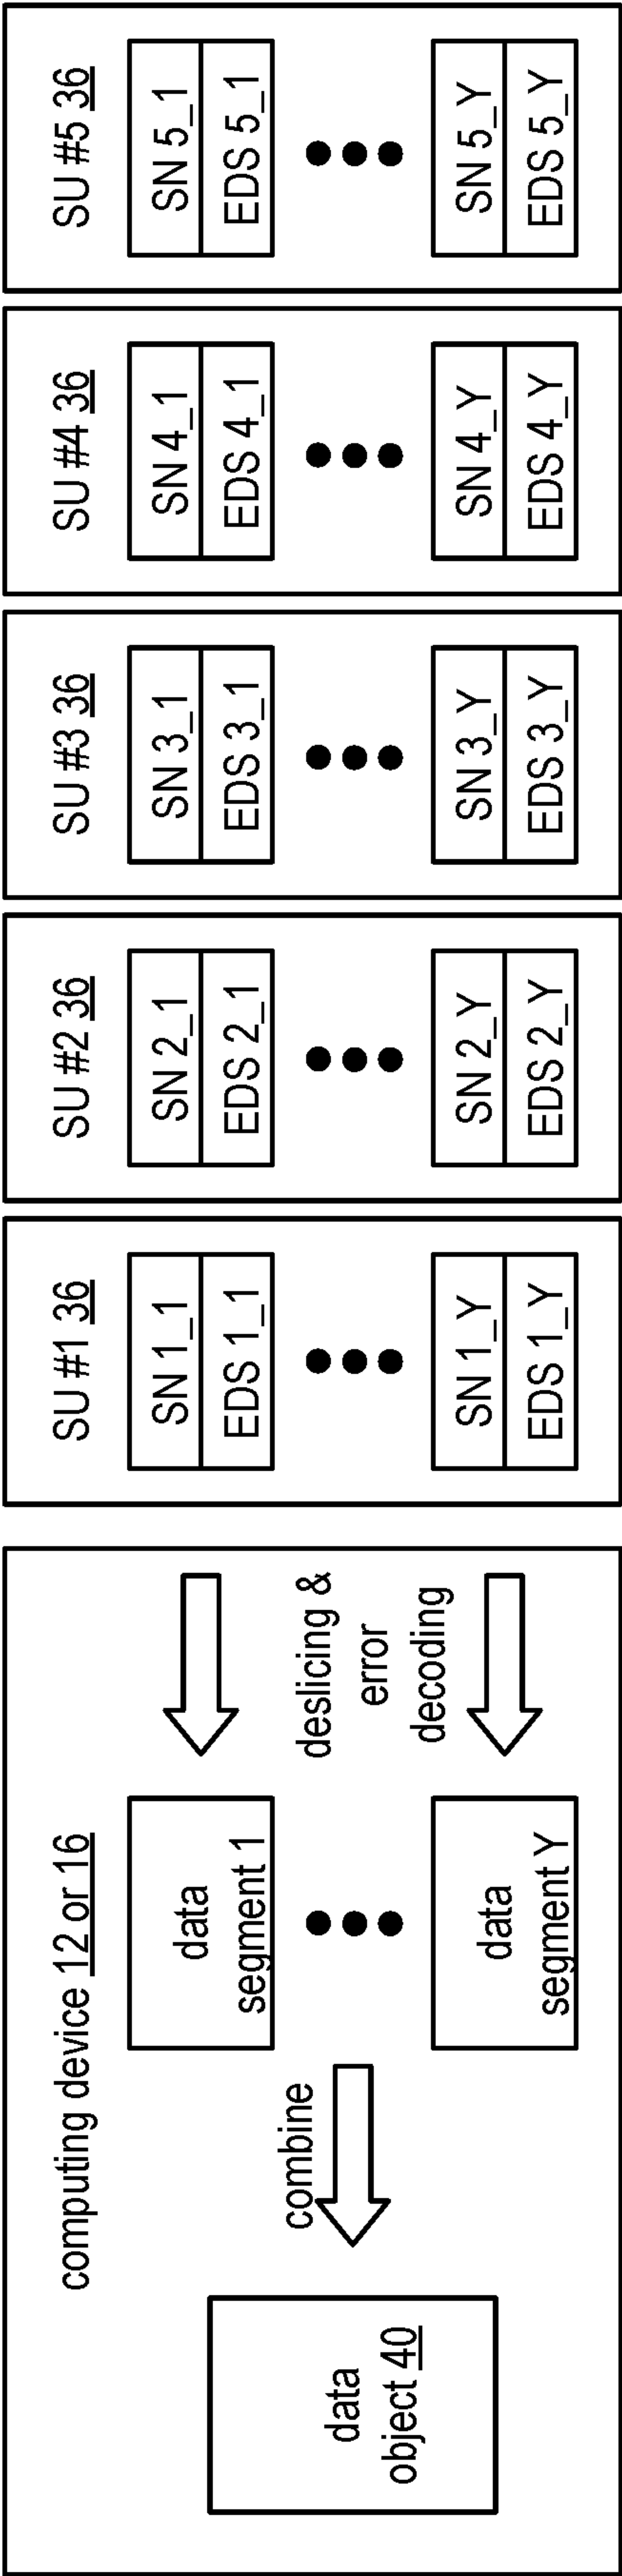 computing device 12 or 16
data
object 40
combine
data
segment 1
data
segment Y
deslicing &
error
decoding
SU #1 36
SN 1_1
EDS 1_1
SN 1_Y
EDS 1_Y
SU #2 36
SN 2_1
EDS 2_1
SN 2_Y
EDS 2_Y
SU #3 36
SN 3_1
EDS 3_1
SN 3_Y
EDS 3_Y
SU #4 36
SN 4_1
EDS 4_1
SN 4_Y
EDS 4_Y
SU #5 36
SN 5_1
EDS 5_1
SN 5_Y
EDS 5_Y